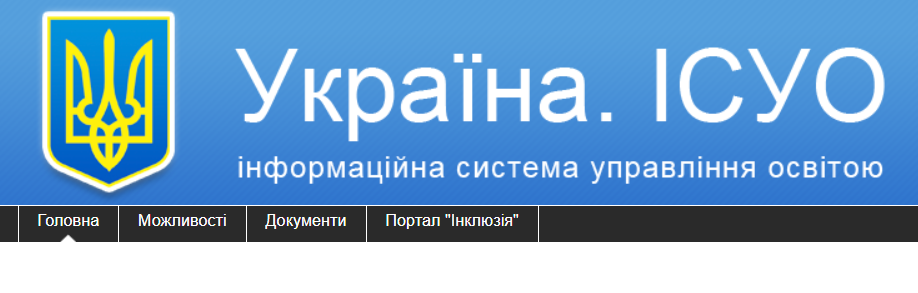 Україна. ІСУО
інформаційна система управління освітою
Головна Можливості Документи Портал "Інклюзія"